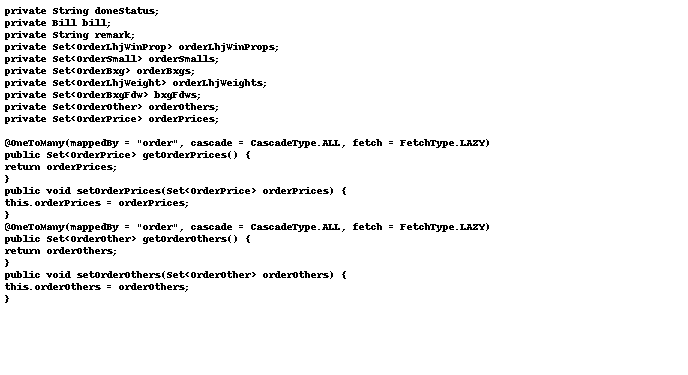 private String doneStatus;
private Bill bill;
private String remark;
private Set<OrderLhjWinProp> orderLhjWinProps;
private Set<OrderSmall> orderSmalls;
private Set<OrderBxg> orderBxgs;
private Set<OrderLhjWeight> orderLhjWeights;
private Set<OrderBxgFdw> bxgFdws;
private Set<OrderOther> orderOthers;
private Set<OrderPrice> orderPrices;
@OneToMany(mappedBy = "order", cascade = CascadeType.ALL, fetch = FetchType.LAZY)
public Set<OrderPrice> getOrderPrices() {
return orderPrices;
}
public void setOrderPrices(Set<OrderPrice> orderPrices) {
this.orderPrices = orderPrices;
}
@OneToMany(mappedBy = "order", cascade = CascadeType.ALL, fetch = FetchType.LAZY)
public Set<OrderOther> getOrderOthers() {
return orderOthers;
}
public void setOrderOthers(Set<OrderOther> orderOthers) {
this.orderOthers = orderOthers;
}